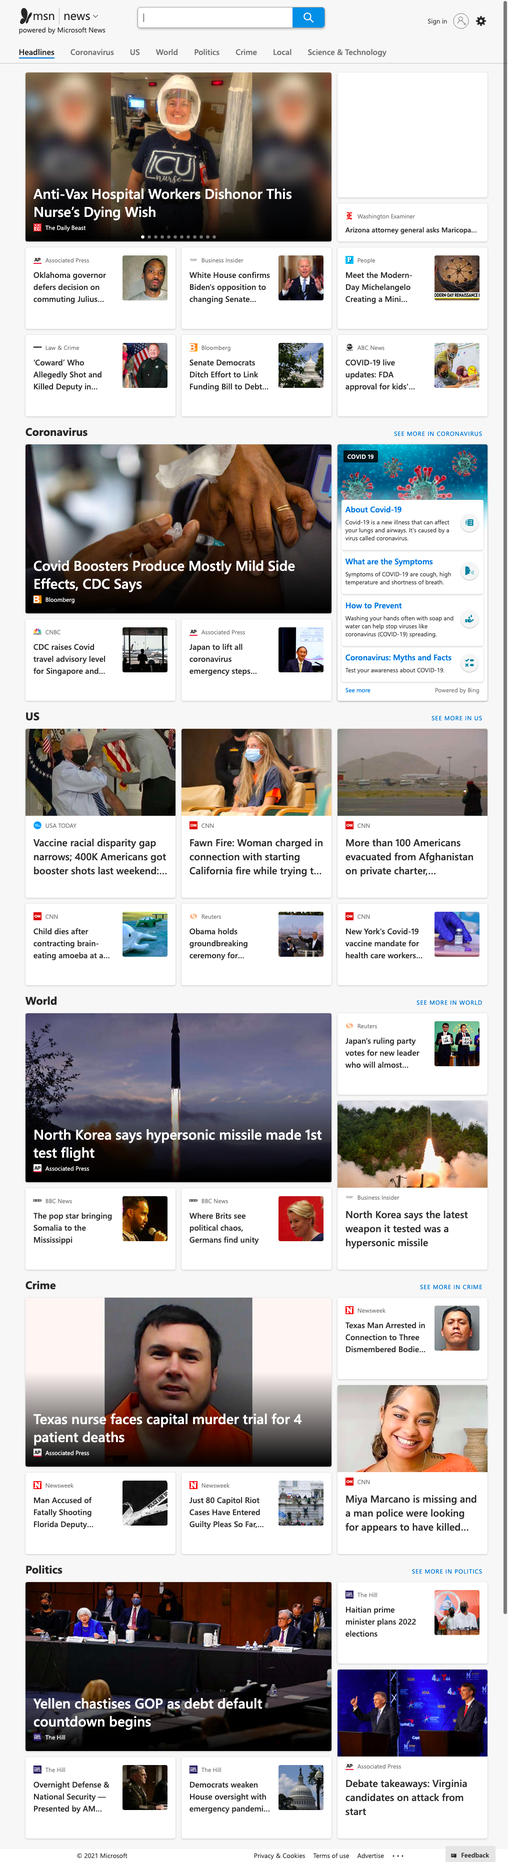 msn | news
powered by Microsoft News
Sign in
Headlines Coronavirus US World Politics Crime Local Science & Technology
ICU
nurse
Anti-Vax Hospital Workers Dishonor This
Nurse's Dying Wish
The Daily Beast
Washington Examiner
Arizona attorney general asks Maricopa...
Associated Press
Oklahoma governor
defers decision on
commuting Julius...
Business Insider
White House confirms
Biden's opposition to
changing Senate...
People
Meet the Modern-
Day Michelangelo
Creating a Mini...
Law & Crime
'Coward' Who
Allegedly Shot and
Killed Deputy in...
Bloomberg
Senate Democrats
Ditch Effort to Link
Funding Bill to Debt...
ABC News
COVID-19 live
updates: FDA
approval for kids'...
Coronavirus
SEE MORE IN CORONAVIRUS
Covid Boosters Produce Mostly Mild Side
Effects, CDC Says
Bloomberg
COVID 19
About Covid-19
Covid-19 is a new illness that can affect
your lungs and airways. It's caused by a
virus called coronavirus.
What are the Symptoms
Symptoms of COVID-19 are cough, high
temperature and shortness of breath.
How to Prevent
Washing your hands often with soap and
water can help stop viruses like
coronavirus (COVID-19) spreading.
Coronavirus: Myths and Facts
Test your awareness about COVID-19.
See more
Powered by Bing
CNBC
CDC raises Covid
travel advisory level
for Singapore and...
Associated Press
Japan to lift all
coronavirus
emergency steps...
US
SEE MORE IN US
USA TODAY
Vaccine racial disparity gap
narrows; 400K Americans got
booster shots last weekend:...
CNN
Fawn Fire: Woman charged in
connection with starting
California fire while trying t...
CNN
More than 100 Americans
evacuated from Afghanistan
on private charter,...
CNN
Child dies after
contracting brain-
eating amoeba at a...
Reuters
Obama holds
groundbreaking
ceremony for...
CNN
New York's Covid-19
vaccine mandate for
health care workers...
World
SEE MORE IN WORLD
North Korea says hypersonic missile made 1st
test flight
Associated Press
Reuters
Japan's ruling party
votes for new leader
who will almost...
BBC News
The pop star bringing
Somalia to the
Mississippi
BBC News
Where Brits see
political chaos,
Germans find unity
Business Insider
North Korea says the latest
weapon it tested was a
hypersonic missile
Crime
SEE MORE IN CRIME
Texas nurse faces capital murder trial for 4
patient deaths
Associated Press
Newsweek
Texas Man Arrested in
Connection to Three
Dismembered Bodie...
Newsweek
Man Accused of
Fatally Shooting
Florida Deputy...
Newsweek
Just 80 Capitol Riot
Cases Have Entered
Guilty Pleas So Far,...
CNN
Miya Marcano is missing and
a man police were looking
for appears to have killed...
Politics
SEE MORE IN POLITICS
Yellen chastises GOP as debt default
countdown begins
The Hill
The Hill
Haitian prime
minister plans 2022
elections
The Hill
Overnight Defense &
National Security —
Presented by AM...
The Hill
Democrats weaken
House oversight with
emergency pandemi...
Associated Press
Debate takeaways: Virginia
candidates on attack from
start
© 2021 Microsoft
Privacy & Cookies Terms of use Advertise ...
Feedback